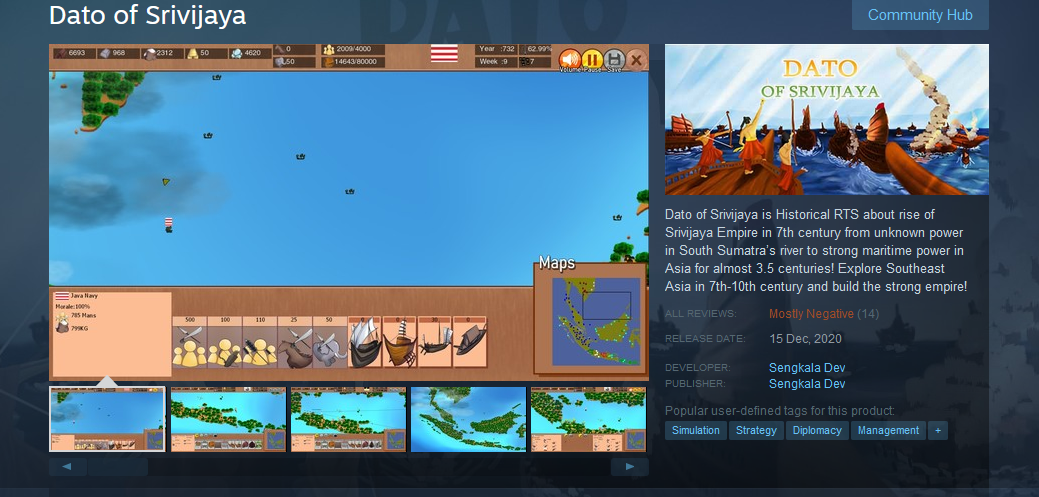 Dato of Srivijaya
Community Hub
6693 968 2312 50 4620 0 2009/4000 Year :732 62.99%
50 14643/80000 Week :9 :7
Volume Pause Save
DATO
OF SRIVIJAYA
Dato of Srivijaya is Historical RTS about rise of
Srivijaya Empire in 7th century from unknown power
in South Sumatra's river to strong maritime power in
Asia for almost 3.5 centuries! Explore Southeast
Asia in 7th-10th century and build the strong empire!
Maps
Java Navy
Morale:100%
785 Mans
799KG
500 100 110 25 50
ALL REVIEWS: Mostly Negative (14)
RELEASE DATE: 15 Dec, 2020
DEVELOPER: Sengkala Dev
PUBLISHER: Sengkala Dev
Popular user-defined tags for this product:
Simulation Strategy Diplomacy Management +